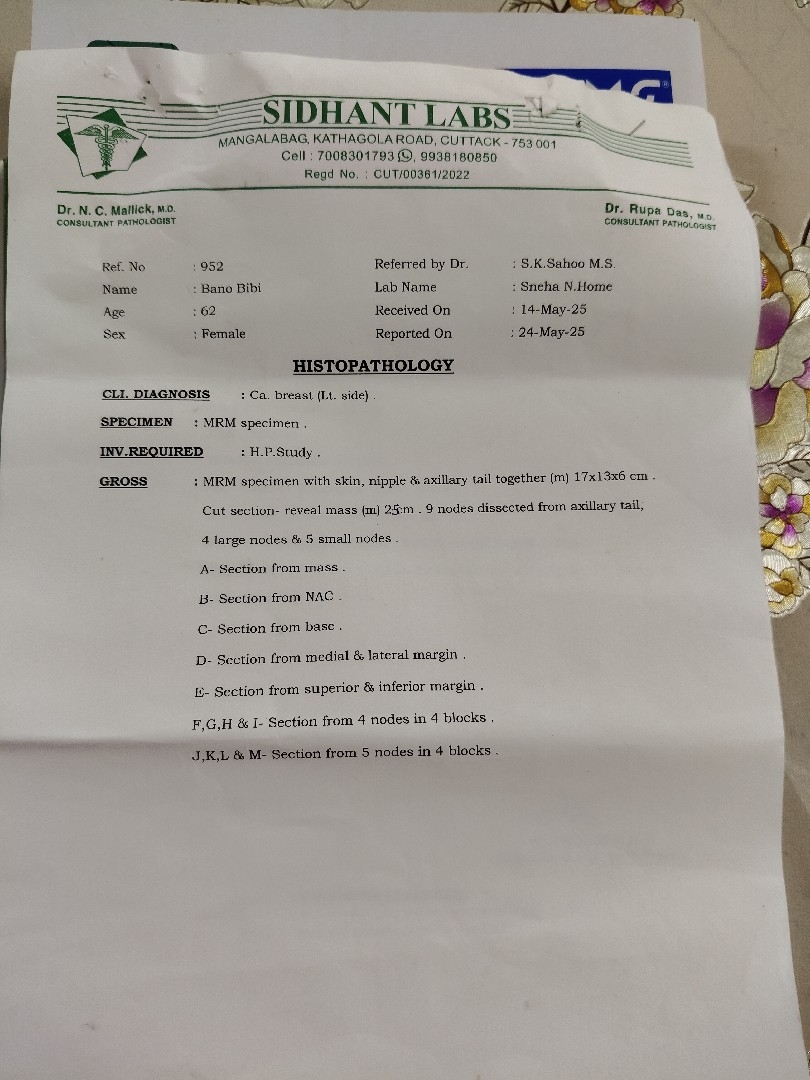 SIDHANT LABS
MANGALABAG, KATHAGOLA ROAD, CUTTACK - 753 001
Cell : 7008301793, 9938180850
Regd No. : CUT/00361/2022
Dr. N. C. Mallick, M.D.
CONSULTANT PATHOLOGIST
Dr. Rupa Das, M.D.
CONSULTANT PATHOLOGIST
Ref. No : 952 Referred by Dr. : S.K.Sahoo M.S.
Name : Bano Bibi Lab Name : Sneha N.Home
Age : 62 Received On : 14-May-25
Sex : Female Reported On : 24-May-25
HISTOPATHOLOGY
CLI. DIAGNOSIS : Ca. breast (Lt. side) .
SPECIMEN : MRM specimen .
INV.REQUIRED : H.P.Study .
GROSS : MRM specimen with skin, nipple & axillary tail together (m) 17x13x6 cm .
Cut section- reveal mass (m) . 9 nodes dissected from axillary tail,
4 large nodes & 5 small nodes .
A- Section from mass .
B- Section from NAC .
C- Section from base .
D- Section from medial & lateral margin .
E- Section from superior & inferior margin .
F,G,H & I- Section from 4 nodes in 4 blocks .
J,K,L & M- Section from 5 nodes in 4 blocks .